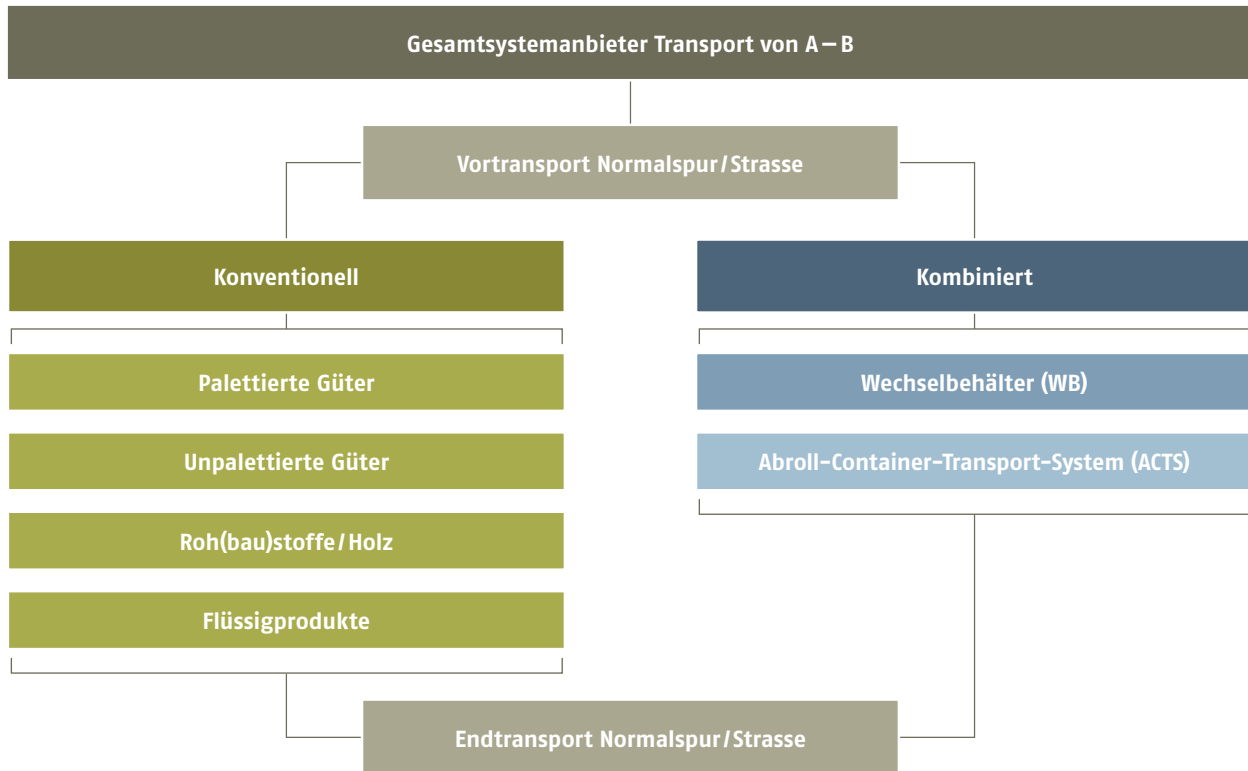 Gesamtsystemanbieter Transport von A – B
Vortransport Normalspur / Strasse
Konventionell
Palettierte Güter
Unpalettierte Güter
Roh(bau)stoffe / Holz
Flüssigprodukte
Kombiniert
Wechselbehälter (WB)
Abroll-Container-Transport-System (ACTS)
Endtransport Normalspur / Strasse